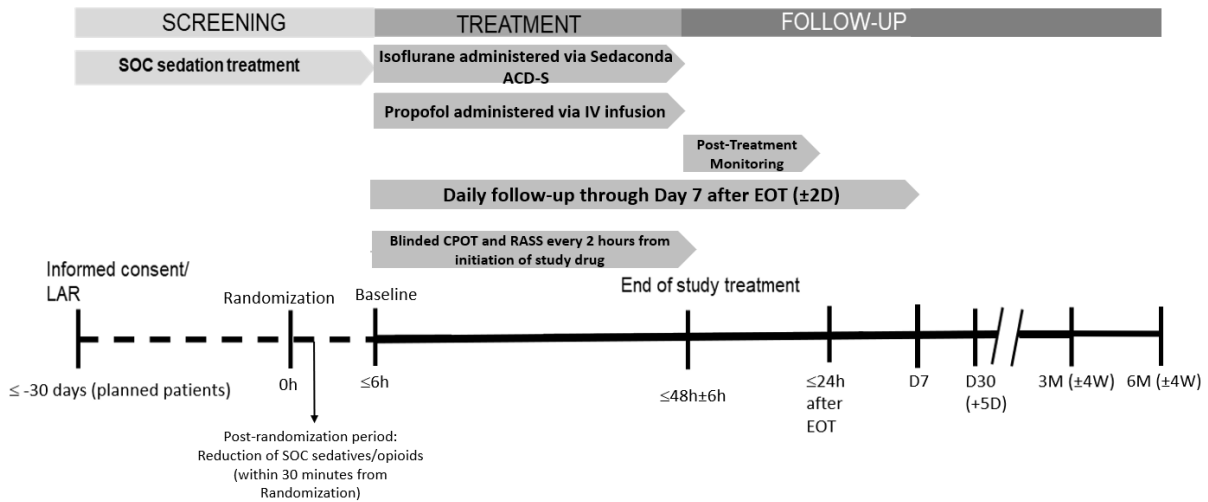 SCREENING
TREATMENT
FOLLOW-UP
SOC sedation treatment
Isoflurane administered via Sedaconda
ACD-S
Propofol administered via IV infusion
Post-Treatment
Monitoring
Daily follow-up through Day 7 after EOT (±2D)
Blinded CPOT and RASS every 2 hours from
initiation of study drug
Informed consent/
LAR
Randomization
Baseline
End of study treatment
≤ -30 days (planned patients)
0h
≤6h
≤48h±6h
≤24h
after
EOT
D7
D30
(+5D)
3M (±4W)
6M (±4W)
Post-randomization period:
Reduction of SOC sedatives/opioids
(within 30 minutes from
Randomization)